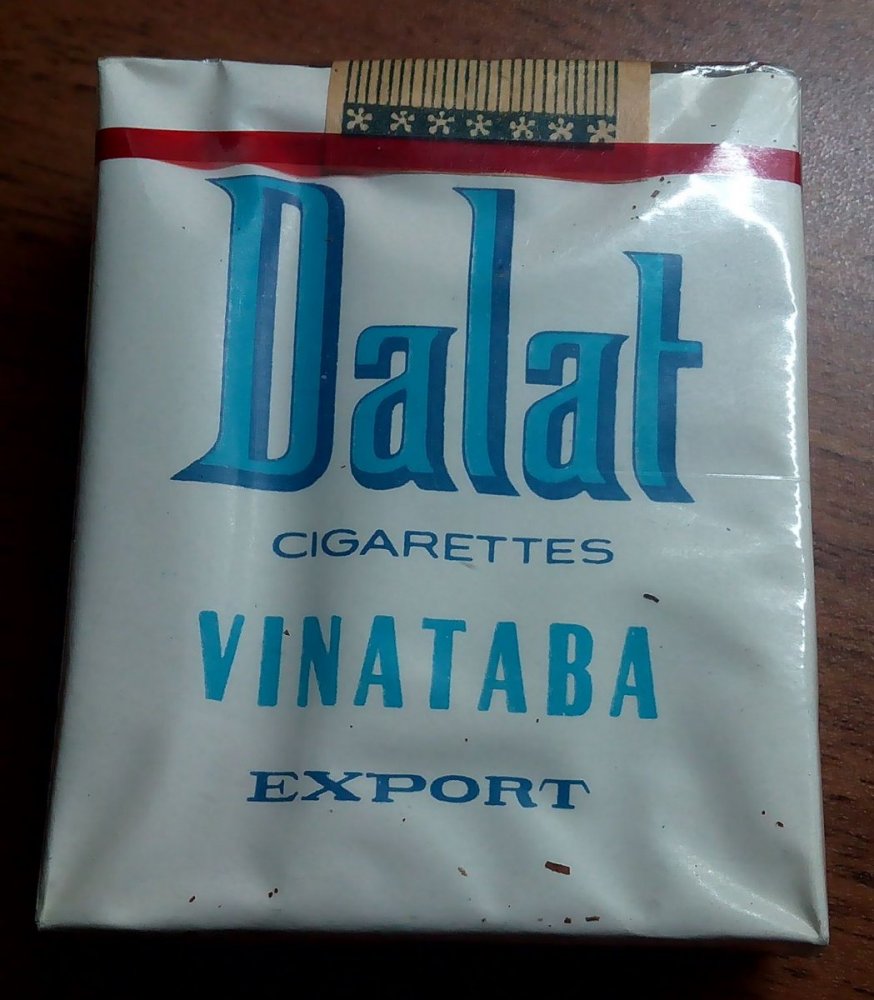 Dalat
CIGARETTES
VINATABA
EXPORT